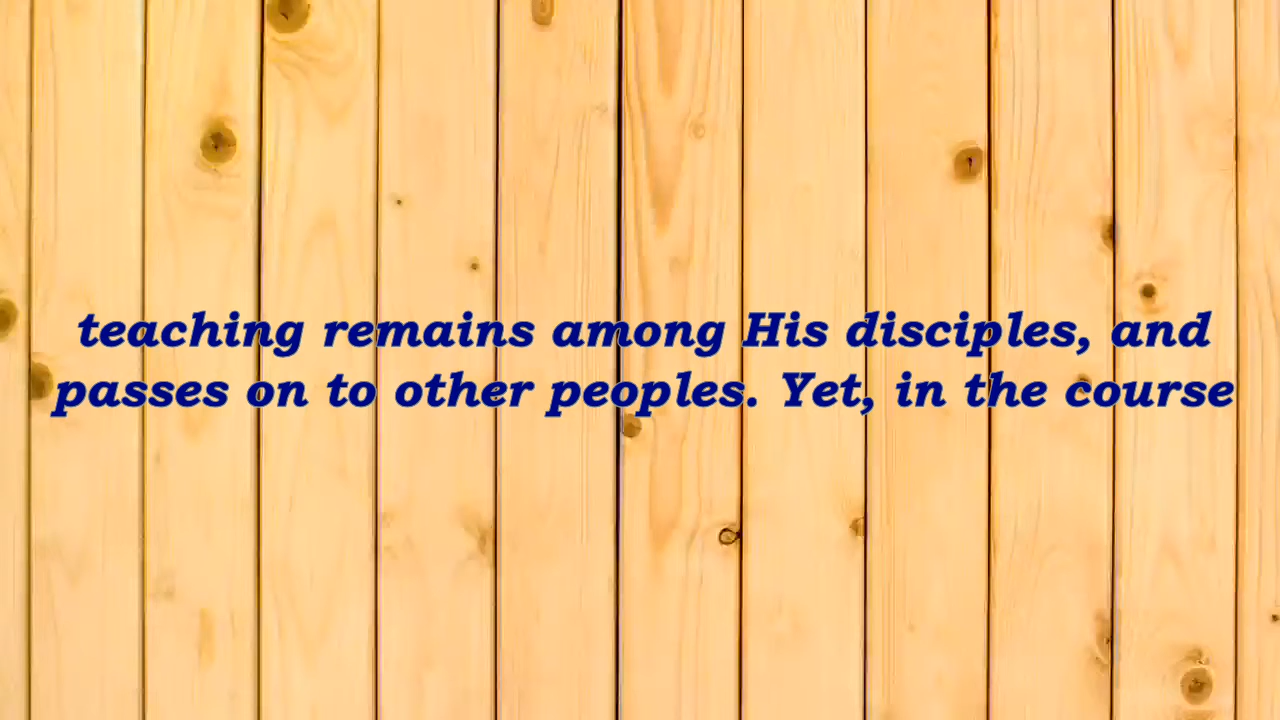 teaching remains among His disciples, and
passes on to other peoples. Yet, in the course